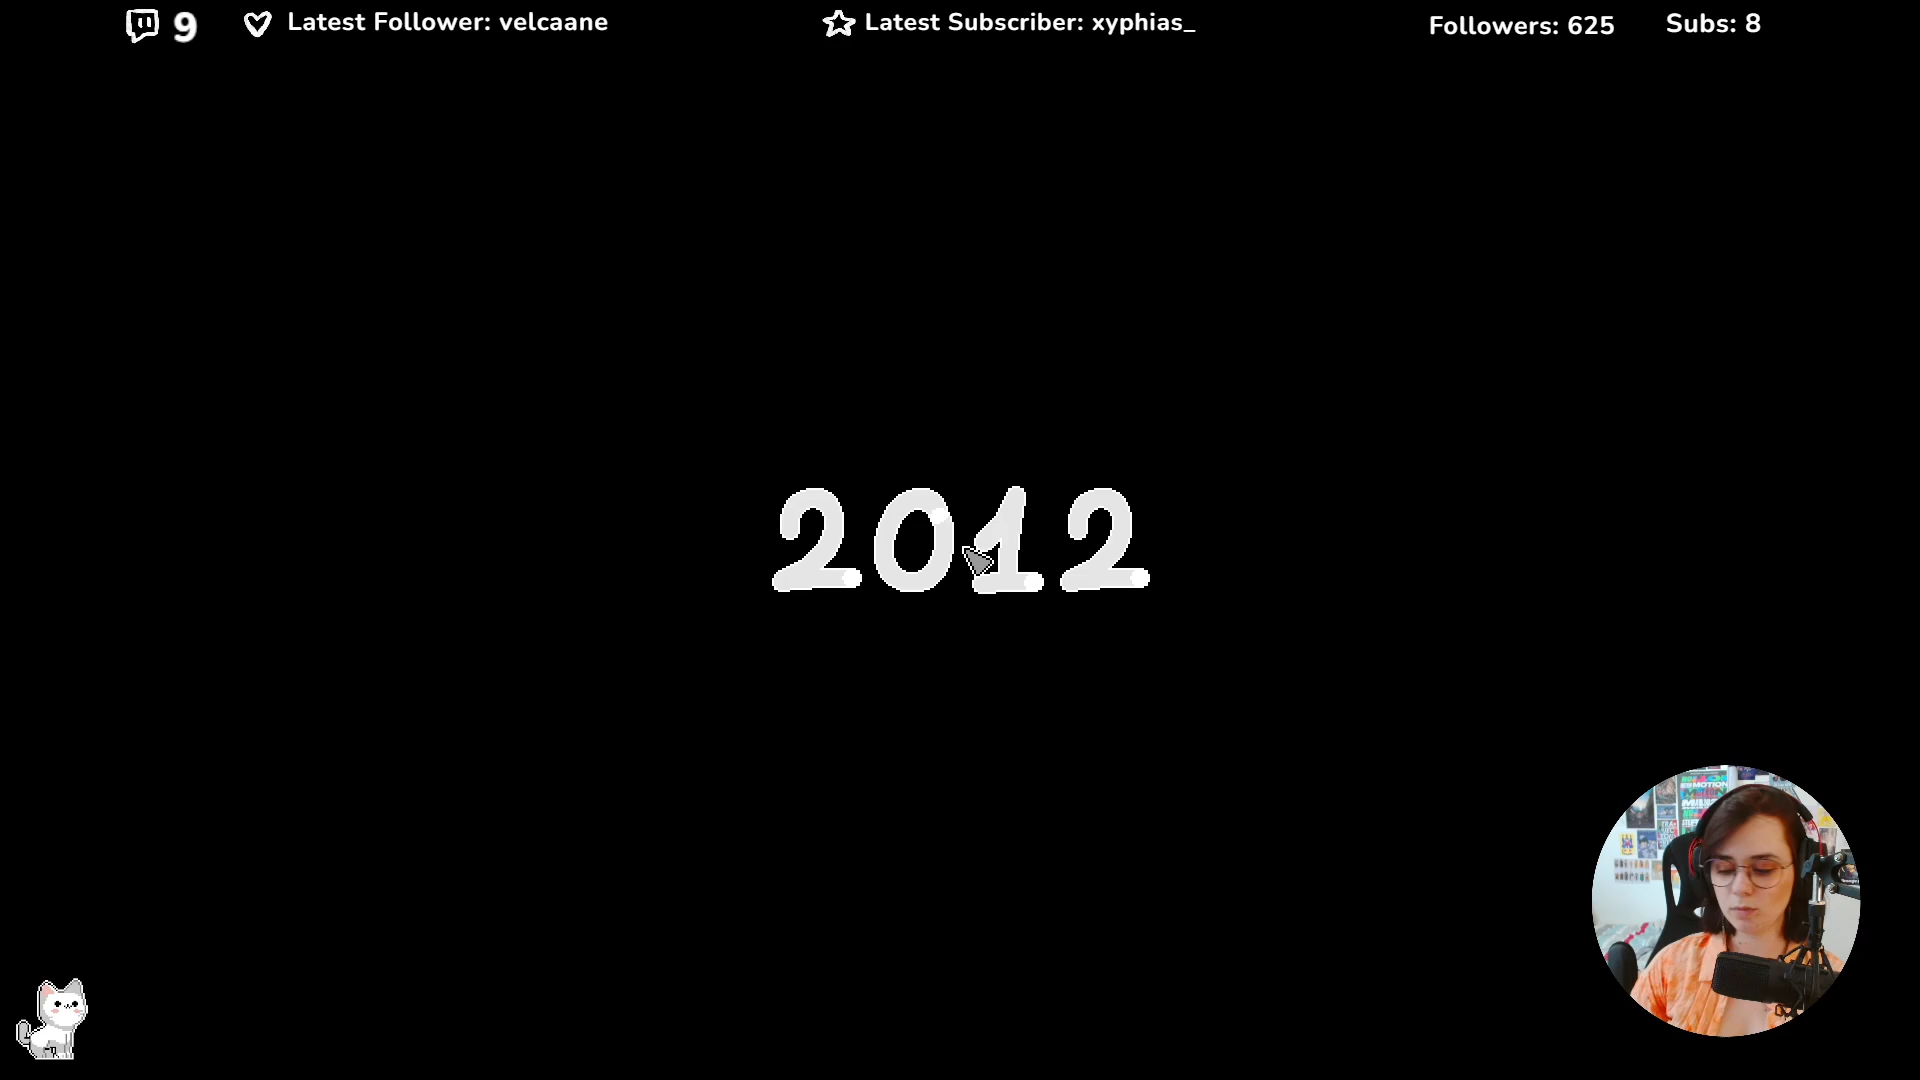 9
Latest Follower: velcaane
Latest Subscriber: xyphias_
Followers: 625
Subs: 8
2012